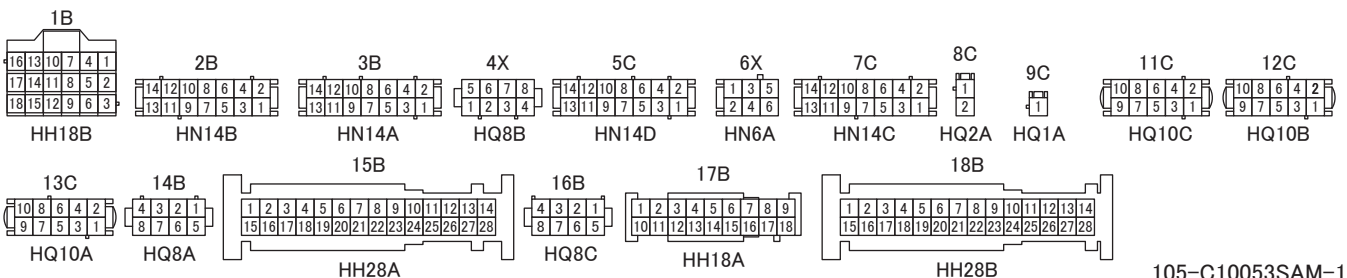 1B
16 13 10 7 4 1
17 14 11 8 5 2
18 15 12 9 6 3
HH18B
2B
14 12 10 8 6 4 2
13 11 9 7 5 3 1
HN14B
3B
14 12 10 8 6 4 2
13 11 9 7 5 3 1
HN14A
4X
5 6 7 8
1 2 3 4
HQ8B
5C
14 12 10 8 6 4 2
13 11 9 7 5 3 1
HN14D
6X
1 3 5
2 4 6
HN6A
7C
14 12 10 8 6 4 2
13 11 9 7 5 3 1
HN14C
8C
1
2
HQ2A
9C
1
HQ1A
11C
10 8 6 4 2
9 7 5 3 1
HQ10C
12C
10 8 6 4 2
9 7 5 3 1
HQ10B
13C
10 8 6 4 2
9 7 5 3 1
HQ10A
14B
4 3 2 1
8 7 6 5
HQ8A
15B
1 2 3 4 5 6 7 8 9 10 11 12 13 14
15 16 17 18 19 20 21 22 23 24 25 26 27 28
HH28A
16B
4 3 2 1
8 7 6 5
HQ8C
17B
1 2 3 4 5 6 7 8 9
10 11 12 13 14 15 16 17 18
HH18A
18B
1 2 3 4 5 6 7 8 9 10 11 12 13 14
15 16 17 18 19 20 21 22 23 24 25 26 27 28
HH28B
105-C10053SAM-1